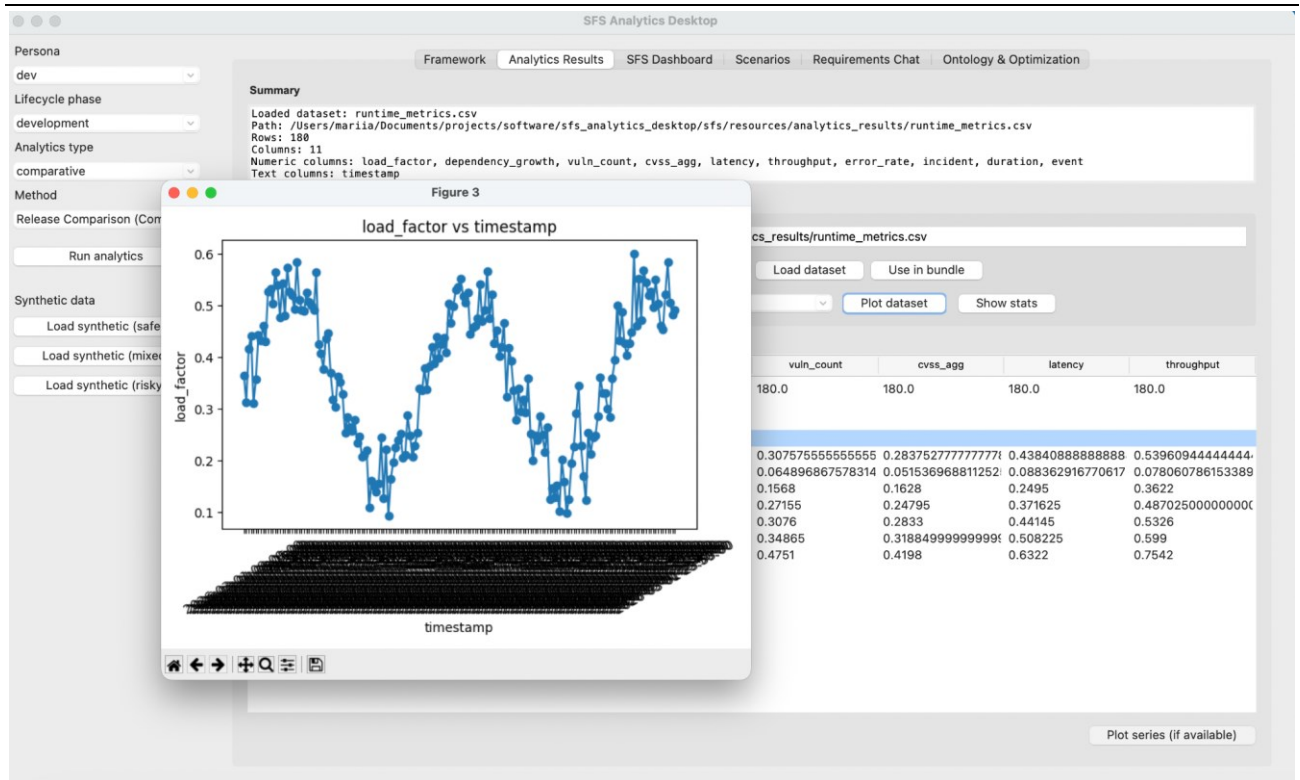 SFS Analytics Desktop
Persona
dev
Lifecycle phase
development
Analytics type
comparative
Method
Release Comparison (Com
Run analytics
Synthetic data
Load synthetic (safe
Load synthetic (mixed
Load synthetic (risky
Framework Analytics Results SFS Dashboard Scenarios Requirements Chat Ontology & Optimization
Summary
Loaded dataset: runtime_metrics.csv
Path: /Users/mariia/Documents/projects/software/sfs_analytics_desktop/sfs/resources/analytics_results/runtime_metrics.csv
Rows: 180
Columns: 11
Numeric columns: load_factor, dependency_growth, vuln_count, cvss_agg, latency, throughput, error_rate, incident, duration, event
Text columns: timestamp
Figure 3
load_factor vs timestamp
load_factor
0.6
0.5
0.4
0.3
0.2
0.1
timestamp
cs_results/runtime_metrics.csv
Load dataset Use in bundle
Plot dataset Show stats
vuln_count cvss_agg latency throughput
180.0 180.0 180.0 180.0
0.307575555555555 0.283752777777778 0.43840888888888 0.53960944444444
0.064896867578314 0.051536968811252 0.088362916770617 0.078060786153389
0.1568 0.1628 0.2495 0.3622
0.27155 0.24795 0.371625 0.487025000000000
0.3076 0.2833 0.44145 0.5326
0.34865 0.318849999999999 0.508225 0.599
0.4751 0.4198 0.6322 0.7542
Plot series (if available)